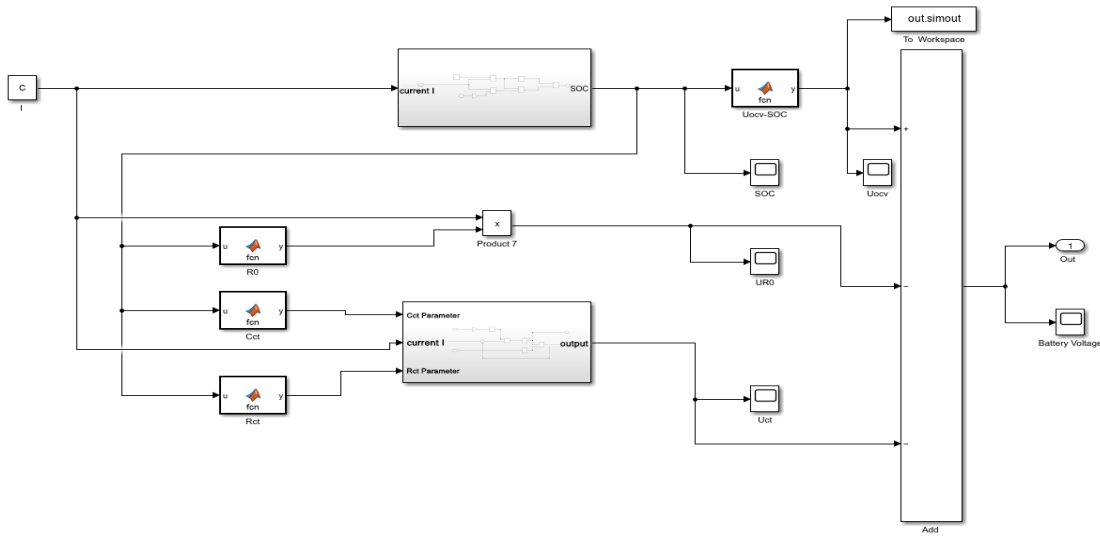 out.simout
To Workspace
C
I
current I
SOC
u
fcn
y
Uocv-SOC
+
SOC
Uocv
x
Product 7
u
fcn
y
R0
UR0
1
Out
−
u
fcn
y
Cct
Cct Parameter
current I
output
Rct Parameter
Battery Voltage
u
fcn
y
Rct
Uct
−
Add